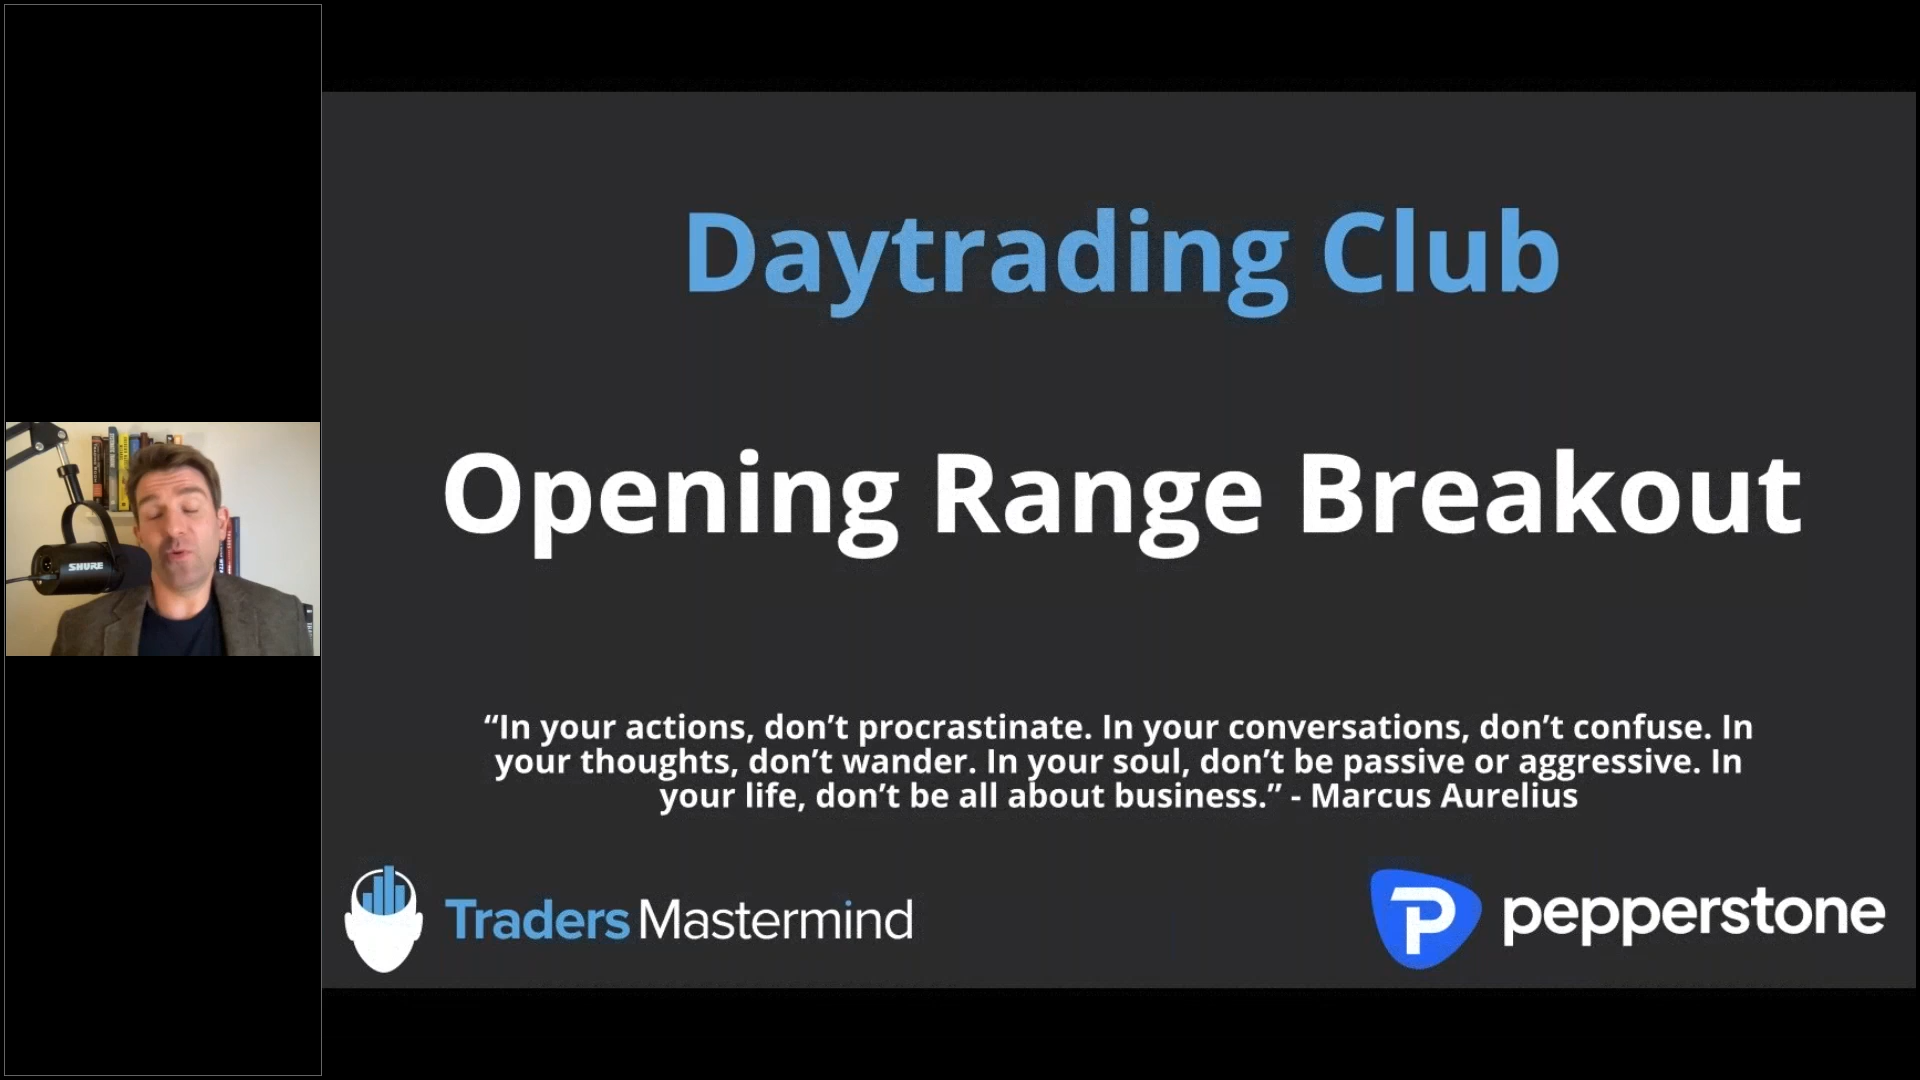 Daytrading Club
Opening Range Breakout
SHURE
“In your actions, don’t procrastinate. In your conversations, don’t confuse. In
your thoughts, don’t wander. In your soul, don’t be passive or aggressive. In
your life, don’t be all about business.” - Marcus Aurelius
Traders Mastermind
pepperstone